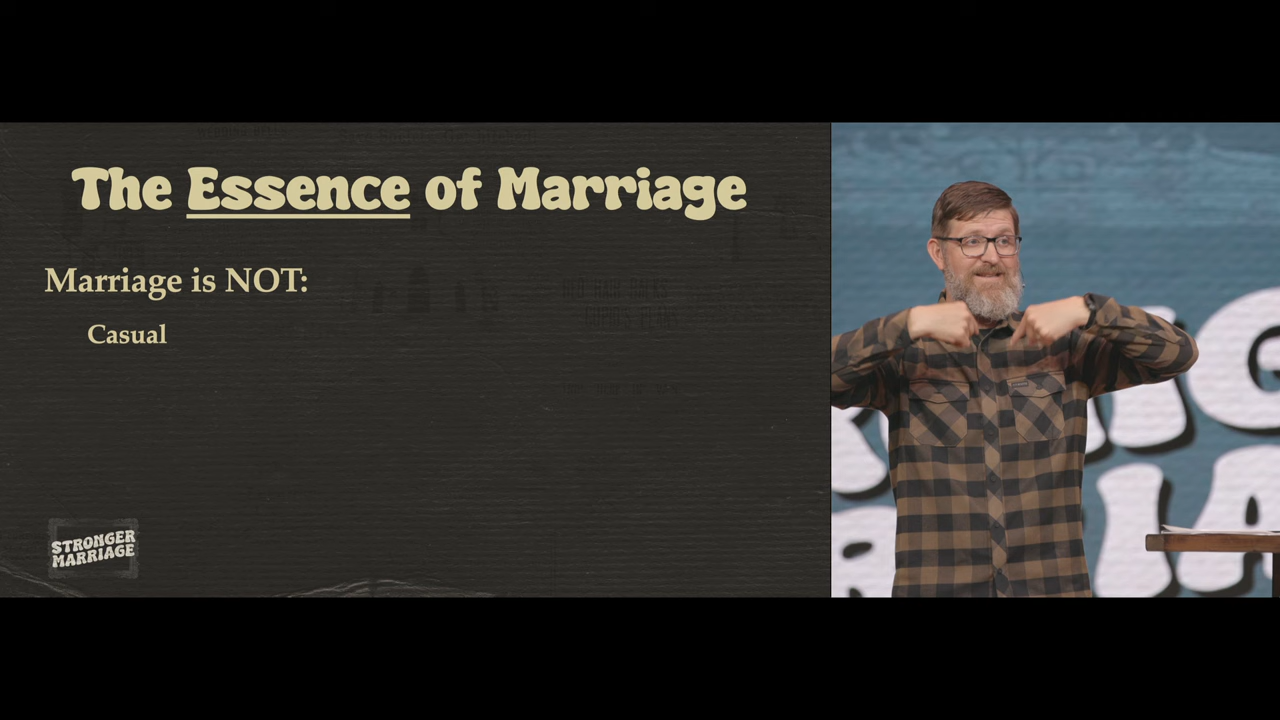 The Essence of Marriage
Marriage is NOT:
Casual
STRONGER
MARRIAGE